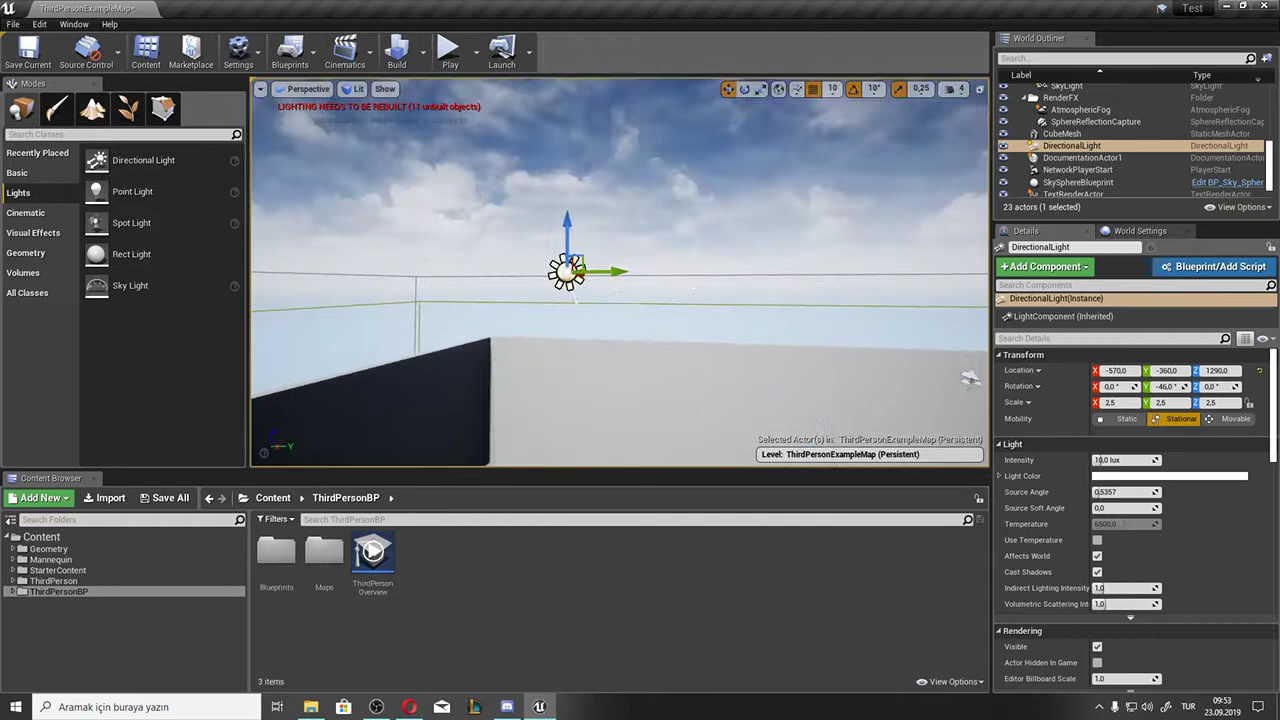 ThirdPersonExampleMap*
Test
File Edit Window Help
Save Current Source Control Content Marketplace Settings Blueprints Cinematics Build Play Launch
Modes
Search Classes
Recently Placed
Basic
Lights
Cinematic
Visual Effects
Geometry
Volumes
All Classes
Directional Light
Point Light
Spot Light
Rect Light
Sky Light
Perspective Lit Show
10 10° 0,25 4
LIGHTING NEEDS TO BE REBUILT (11 unbuilt objects)
Selected Actor(s) in: ThirdPersonExampleMap (Persistent)
Level: ThirdPersonExampleMap (Persistent)
World Outliner
Search...
Label Type
SkyLight SkyLight
RenderFX Folder
AtmosphericFog AtmosphericFog
SphereReflectionCapture SphereReflectionCap
CubeMesh StaticMeshActor
DirectionalLight DirectionalLight
DocumentationActor1 DocumentationActo
NetworkPlayerStart PlayerStart
SkySphereBlueprint Edit BP_Sky_Spher
TextRenderActor TextRenderActor
23 actors (1 selected) View Options
Details World Settings
DirectionalLight
+Add Component Blueprint/Add Script
Search Components
DirectionalLight(Instance)
LightComponent (Inherited)
Search Details
Transform
Location X -570,0 Y -360,0 Z 1290,0
Rotation X 0,0 ° Y -46,0 ° Z 0,0 °
Scale X 2,5 Y 2,5 Z 2,5
Mobility Static Stationar Movable
Light
Intensity 10,0 lux
Light Color
Source Angle 0,5357
Source Soft Angle 0,0
Temperature 6500,0
Use Temperature
Affects World
Cast Shadows
Indirect Lighting Intensity 1,0
Volumetric Scattering Int 1,0
Rendering
Visible
Actor Hidden In Game
Editor Billboard Scale 1,0
Content Browser
Add New Import Save All Content ThirdPersonBP
Search Folders
Content
Geometry
Mannequin
StarterContent
ThirdPerson
ThirdPersonBP
Filters Search ThirdPersonBP
Blueprints
Maps
ThirdPerson
Overview
3 items View Options
Aramak için buraya yazın
TUR
09:53
23.09.2019